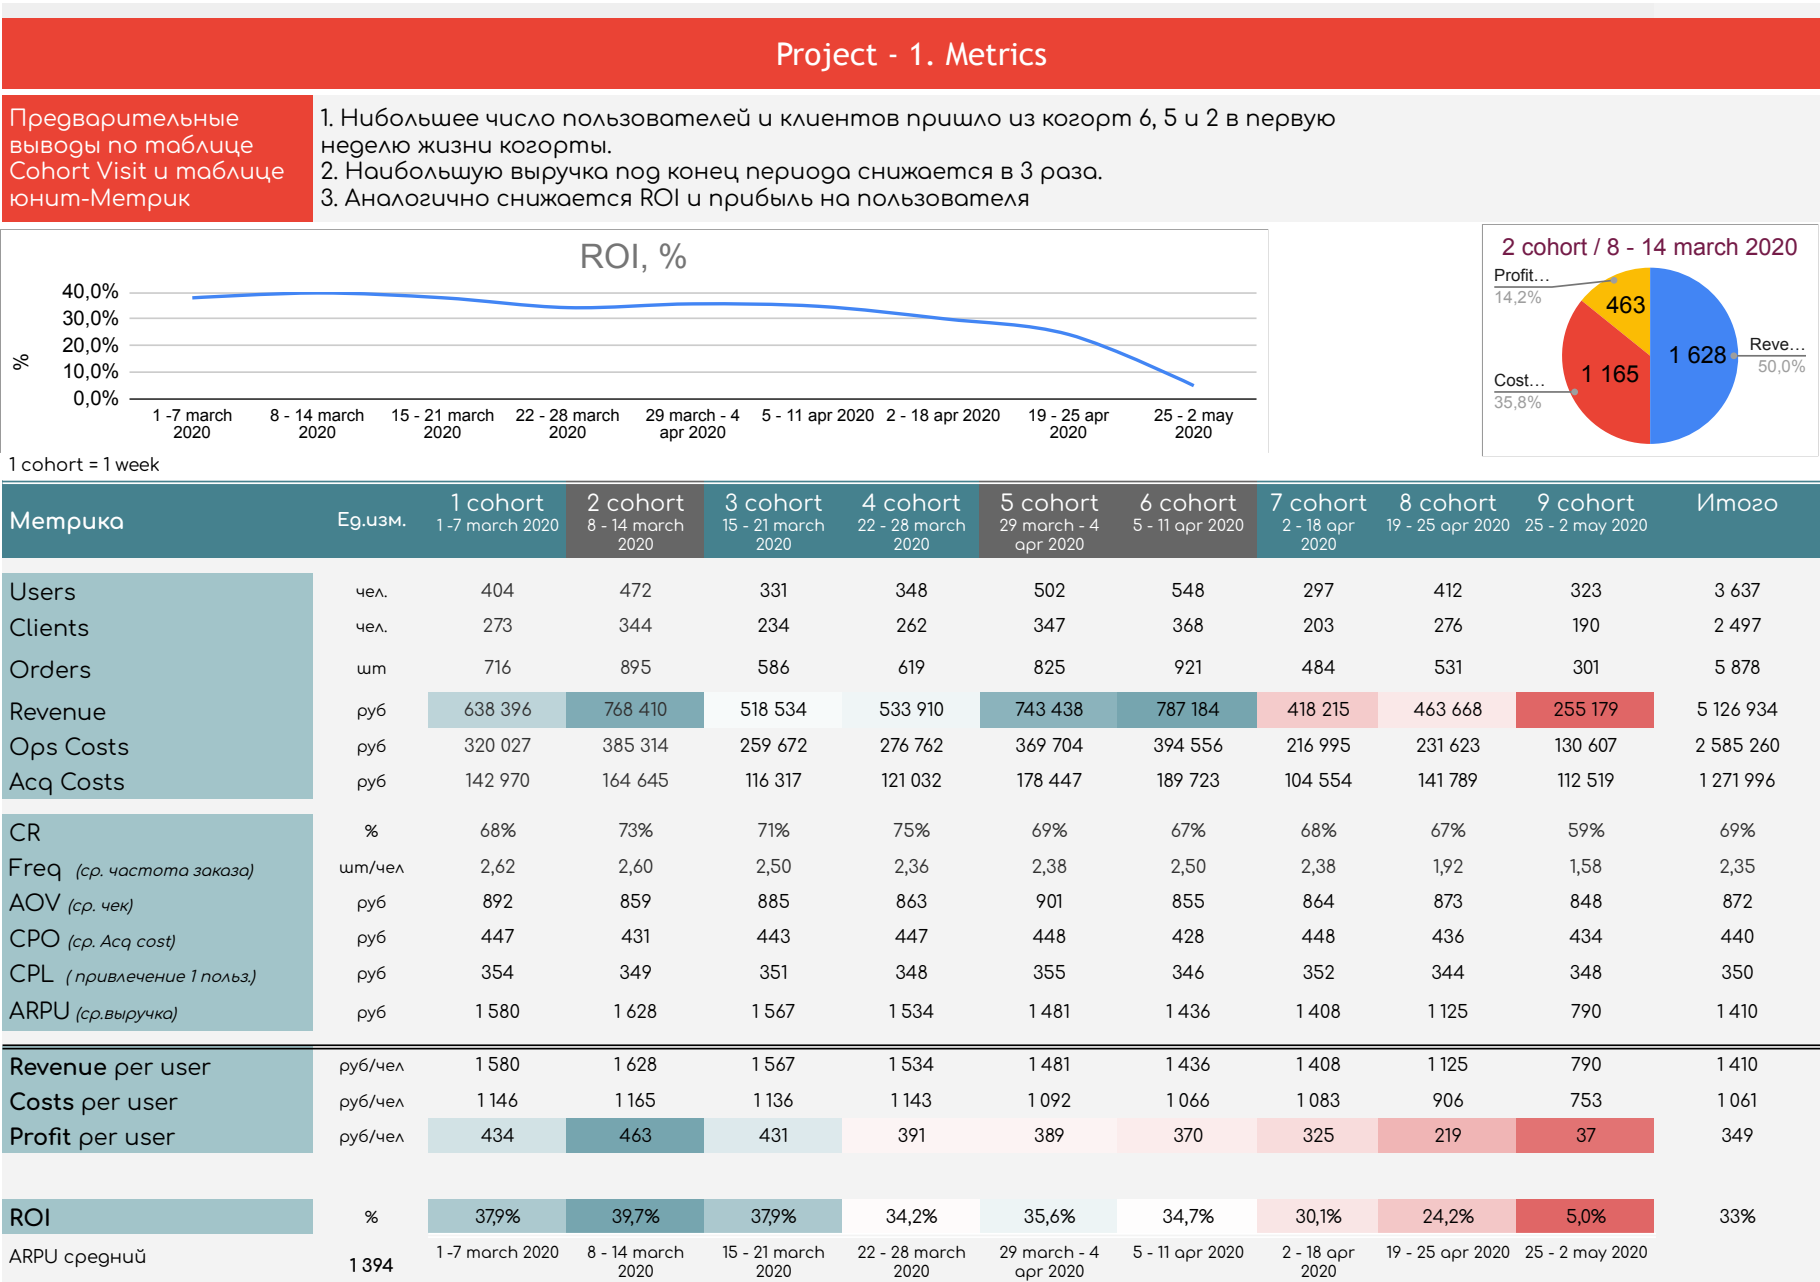 Project - 1. Metrics
Предварительные
выводы по таблице
Cohort Visit и таблице
юнит-Метрик
1. Нибольшее число пользователей и клиентов пришло из когорт 6, 5 и 2 в первую
неделю жизни когорты.
2. Наибольшую выручка под конец периода снижается в 3 раза.
3. Аналогично снижается ROI и прибыль на пользователя
ROI, %
%
40,0%
30,0%
20,0%
10,0%
0,0%
1 -7 march 2020
8 - 14 march 2020
15 - 21 march 2020
22 - 28 march 2020
29 march - 4 apr 2020
5 - 11 apr 2020
2 - 18 apr 2020
19 - 25 apr 2020
25 - 2 may 2020
2 cohort / 8 - 14 march 2020
Profit…
14,2%
463
1 628
Reve…
50,0%
Cost…
35,8%
1 165
1 cohort = 1 week
Метрика Ед.изм. 1 cohort 2 cohort 3 cohort 4 cohort 5 cohort 6 cohort 7 cohort 8 cohort 9 cohort Итого
1 -7 march 2020 8 - 14 march 2020 15 - 21 march 2020 22 - 28 march 2020 29 march - 4 apr 2020 5 - 11 apr 2020 2 - 18 apr 2020 19 - 25 apr 2020 25 - 2 may 2020
Users чел. 404 472 331 348 502 548 297 412 323 3 637
Clients чел. 273 344 234 262 347 368 203 276 190 2 497
Orders шт 716 895 586 619 825 921 484 531 301 5 878
Revenue руб 638 396 768 410 518 534 533 910 743 438 787 184 418 215 463 668 255 179 5 126 934
Ops Costs руб 320 027 385 314 259 672 276 762 369 704 394 556 216 995 231 623 130 607 2 585 260
Acq Costs руб 142 970 164 645 116 317 121 032 178 447 189 723 104 554 141 789 112 519 1 271 996
CR % 68% 73% 71% 75% 69% 67% 68% 67% 59% 69%
Freq (ср. частота заказа) шт/чел 2,62 2,60 2,50 2,36 2,38 2,50 2,38 1,92 1,58 2,35
AOV (ср. чек) руб 892 859 885 863 901 855 864 873 848 872
CPO (ср. Acq cost) руб 447 431 443 447 448 428 448 436 434 440
CPL ( привлечение 1 польз.) руб 354 349 351 348 355 346 352 344 348 350
ARPU (ср.выручка) руб 1 580 1 628 1 567 1 534 1 481 1 436 1 408 1 125 790 1 410
Revenue per user руб/чел 1 580 1 628 1 567 1 534 1 481 1 436 1 408 1 125 790 1 410
Costs per user руб/чел 1 146 1 165 1 136 1 143 1 092 1 066 1 083 906 753 1 061
Profit per user руб/чел 434 463 431 391 389 370 325 219 37 349
ROI % 37,9% 39,7% 37,9% 34,2% 35,6% 34,7% 30,1% 24,2% 5,0% 33%
ARPU средний 1 394 1 -7 march 2020 8 - 14 march 2020 15 - 21 march 2020 22 - 28 march 2020 29 march - 4 apr 2020 5 - 11 apr 2020 2 - 18 apr 2020 19 - 25 apr 2020 25 - 2 may 2020